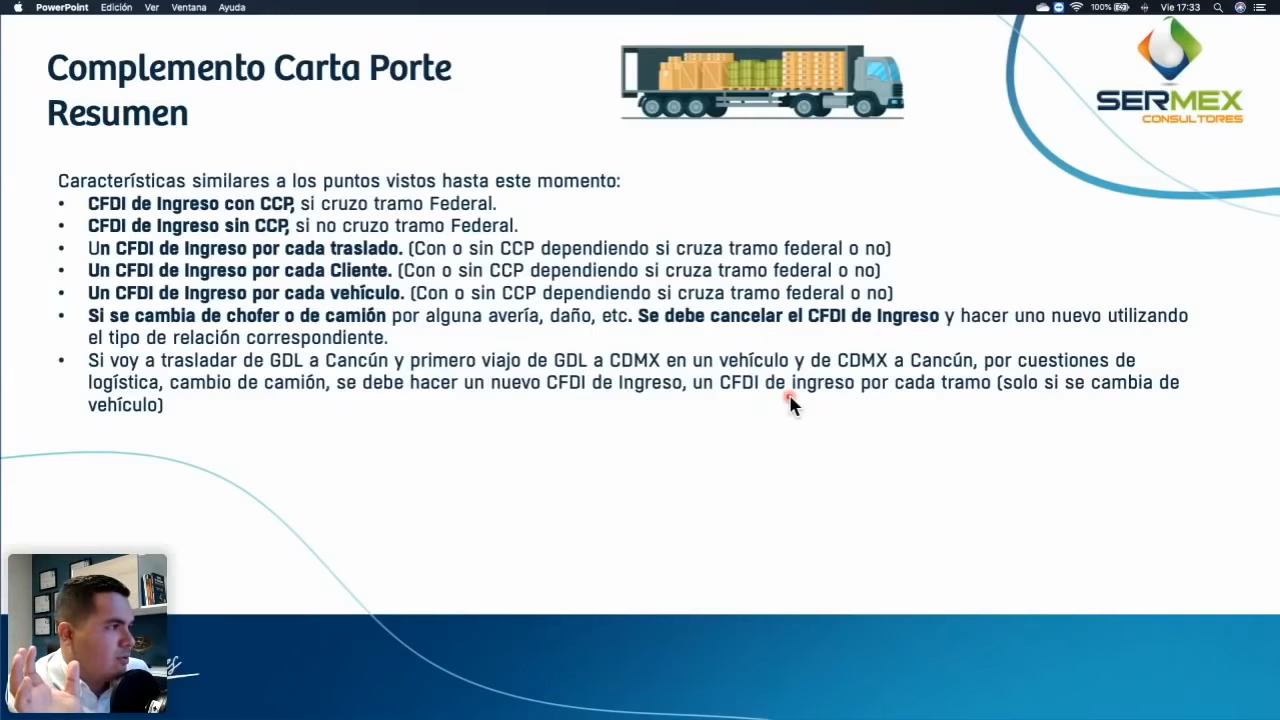 PowerPoint Edición Ver Ventana Ayuda 100% Vie 17:33
Complemento Carta Porte
Resumen
SERMEX
CONSULTORES
Características similares a los puntos vistos hasta este momento:
• CFDI de Ingreso con CCP, si cruzo tramo Federal.
• CFDI de Ingreso sin CCP, si no cruzo tramo Federal.
• Un CFDI de Ingreso por cada traslado. (Con o sin CCP dependiendo si cruza tramo federal o no)
• Un CFDI de Ingreso por cada Cliente. (Con o sin CCP dependiendo si cruza tramo federal o no)
• Un CFDI de Ingreso por cada vehículo. (Con o sin CCP dependiendo si cruza tramo federal o no)
• Si se cambia de chofer o de camión por alguna avería, daño, etc. Se debe cancelar el CFDI de Ingreso y hacer uno nuevo utilizando
el tipo de relación correspondiente.
• Si voy a trasladar de GDL a Cancún y primero viajo de GDL a CDMX en un vehículo y de CDMX a Cancún, por cuestiones de
logística, cambio de camión, se debe hacer un nuevo CFDI de Ingreso, un CFDI de ingreso por cada tramo (solo si se cambia de
vehículo)